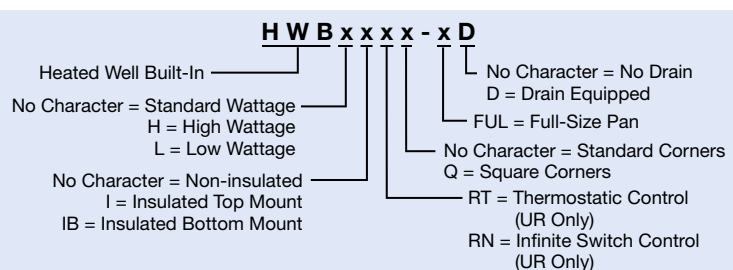 H W B x x x x - x D
Heated Well Built-In
No Character = Standard Wattage
H = High Wattage
L = Low Wattage
No Character = Non-insulated
I = Insulated Top Mount
IB = Insulated Bottom Mount
No Character = No Drain
D = Drain Equipped
FUL = Full-Size Pan
No Character = Standard Corners
Q = Square Corners
RT = Thermostatic Control
(UR Only)
RN = Infinite Switch Control
(UR Only)